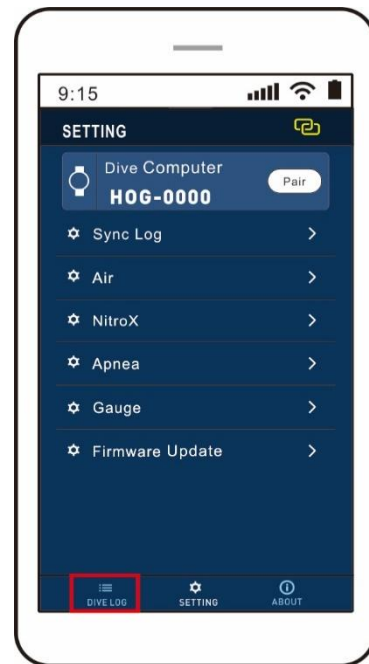 9:15
SETTING
Dive Computer
HOG-0000
Pair
Sync Log
Air
NitroX
Apnea
Gauge
Firmware Update
DIVE LOG
SETTING
ABOUT